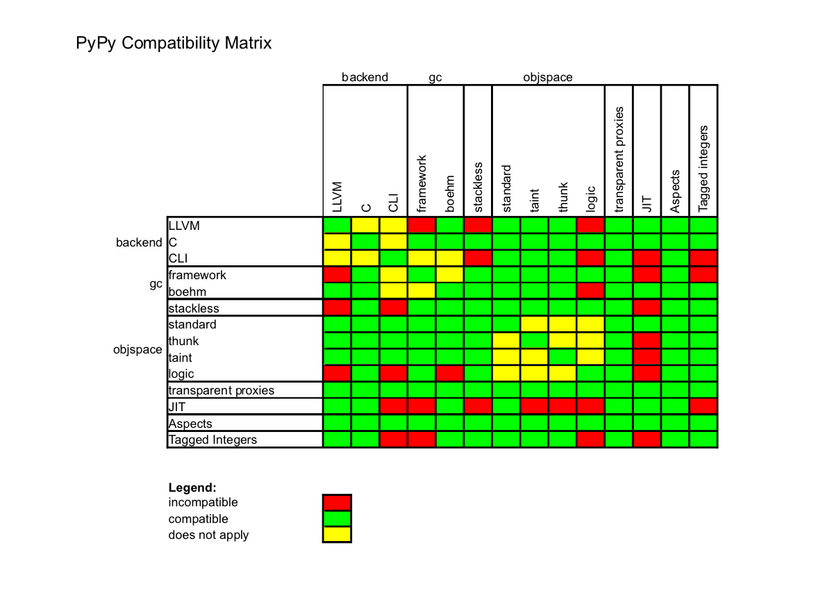 PyPy Compatibility Matrix
backend gc objspace
LLVM C CLI framework boehm stackless standard taint thunk logic transparent proxies JIT Aspects Tagged integers
LLVM
backend C
CLI
framework
gc
boehm
stackless
standard
thunk
objspace
taint
logic
transparent proxies
JIT
Aspects
Tagged Integers
Legend:
incompatible
compatible
does not apply